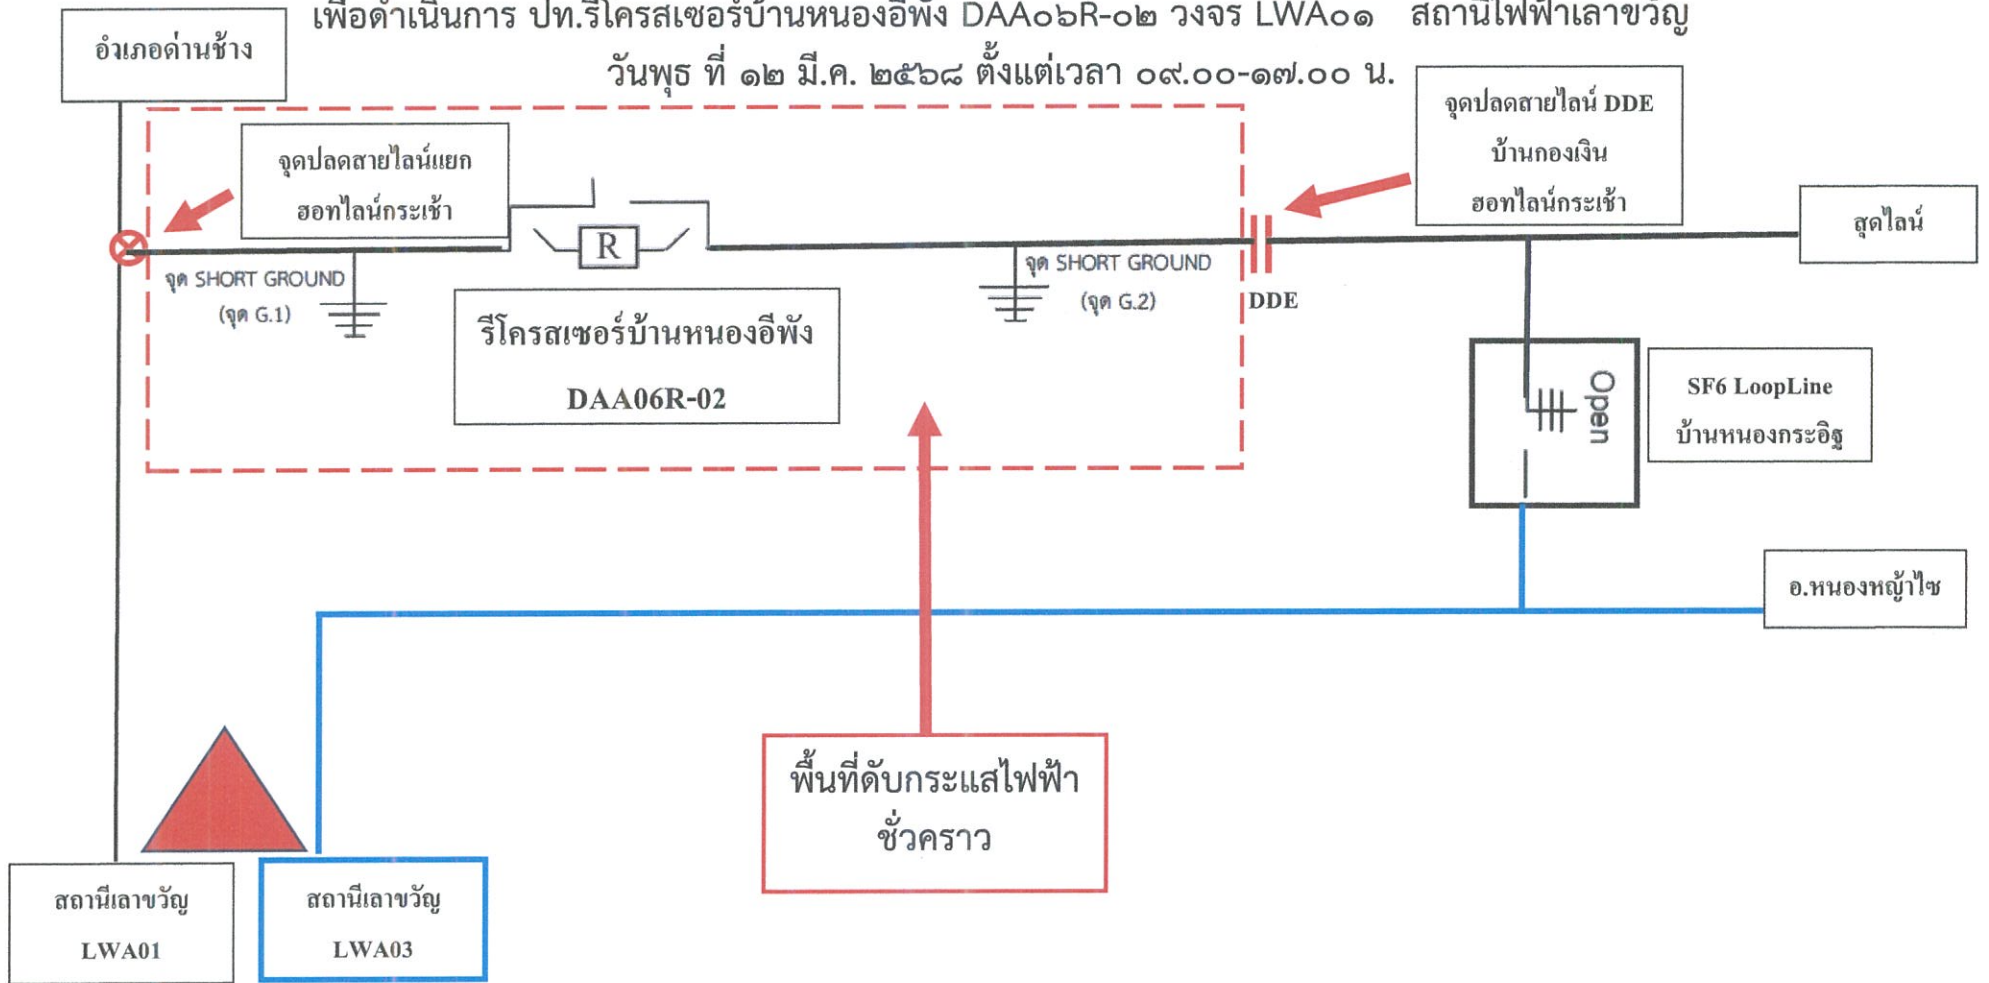 เพื่อดำเนินการ ปท.รีโครสเซอร์บ้านหนองอีพัง DAA๐๖R-๐๒ วงจร LWA๐๑ สถานีไฟฟ้าเลาขวัญ
วันพุธ ที่ ๑๒ มี.ค. ๒๕๖๘ ตั้งแต่เวลา ๐๙.๐๐-๑๗.๐๐ น.
อำเภอด่านช้าง
จุดปลดสายไลน์แยก
ฮอทไลน์กระเช้า
จุดปลดสายไลน์ DDE
บ้านกองเงิน
ฮอทไลน์กระเช้า
สุดไลน์
R
จุด SHORT GROUND
(จุด G.1)
จุด SHORT GROUND
(จุด G.2)
DDE
รีโครสเซอร์บ้านหนองอีพัง
DAA06R-02
Open
SF6 LoopLine
บ้านหนองกระอิฐ
อ.หนองหญ้าไซ
พื้นที่ดับกระแสไฟฟ้า
ชั่วคราว
สถานีเลาขวัญ
LWA01
สถานีเลาขวัญ
LWA03